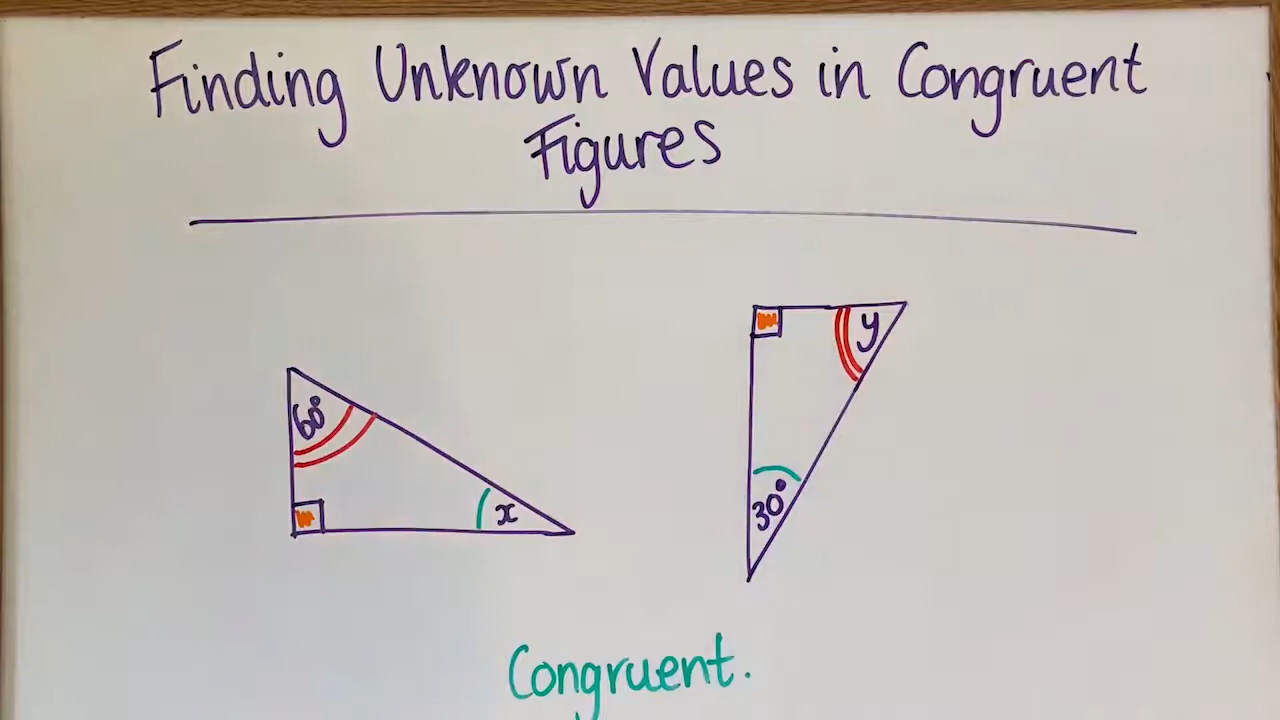 Finding Unknown Values in Congruent
Figures
y
60°
x
30°
Congruent.